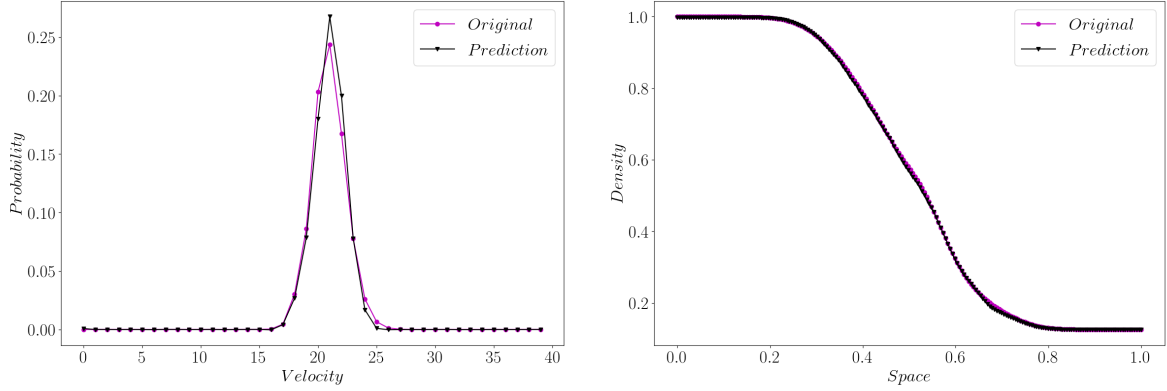 Original
Prediction
0.25
0.20
0.15
0.10
0.05
0.00
Probability
0 5 10 15 20 25 30 35 40
Velocity
Original
Prediction
1.0
0.8
0.6
0.4
0.2
Density
0.0 0.2 0.4 0.6 0.8 1.0
Space